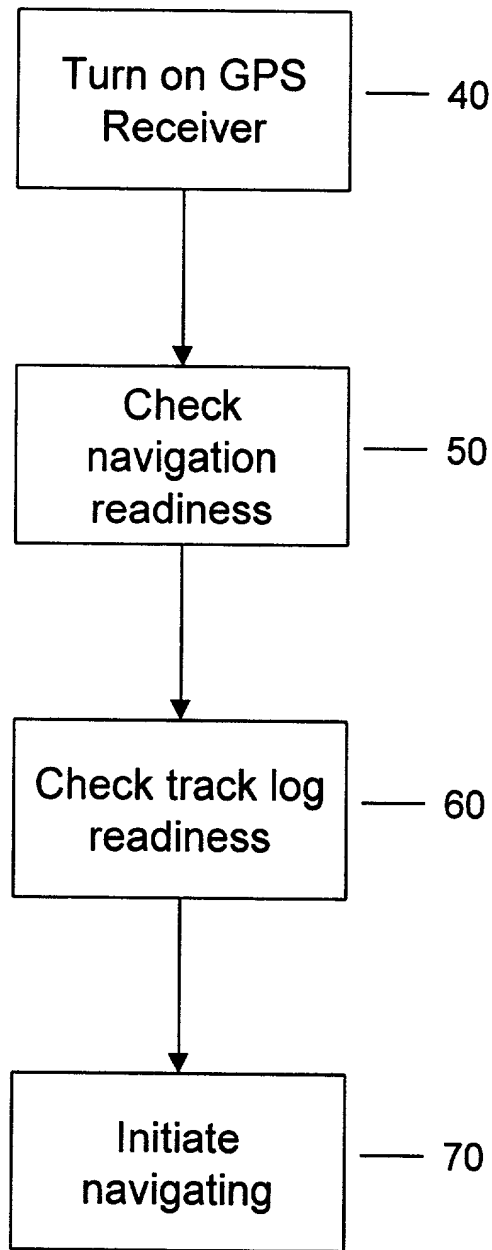 Turn on GPS
Receiver
40
Check
navigation
readiness
50
Check track log
readiness
60
Initiate
navigating
70